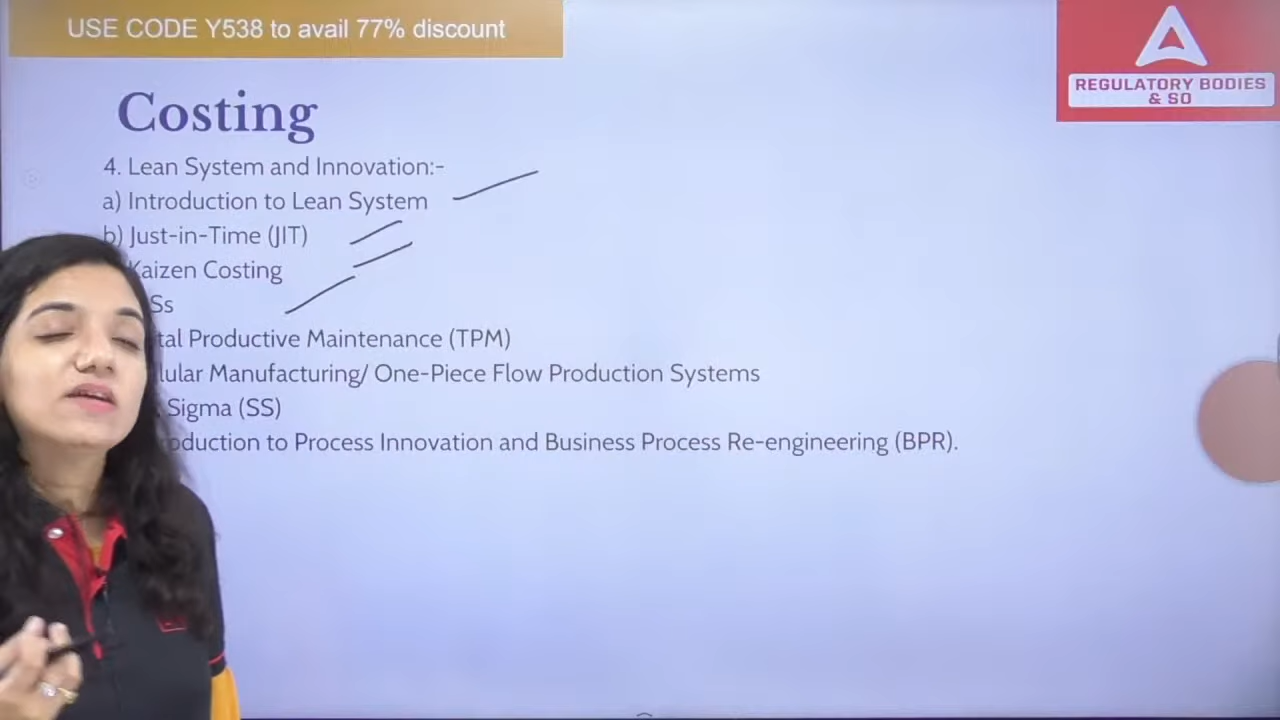 USE CODE Y538 to avail 77% discount
REGULATORY BODIES
& SO
Costing
4. Lean System and Innovation:-
a) Introduction to Lean System
b) Just-in-Time (JIT)
Kaizen Costing
Ss
tal Productive Maintenance (TPM)
lular Manufacturing/ One-Piece Flow Production Systems
Sigma (SS)
oduction to Process Innovation and Business Process Re-engineering (BPR).